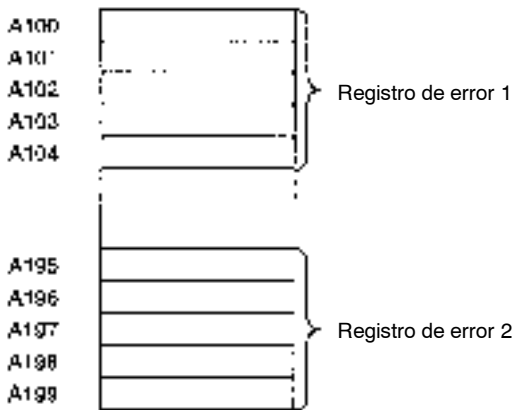 A100
A101
A102
Registro de error 1
A103
A104
A195
A196
A197
Registro de error 2
A198
A199